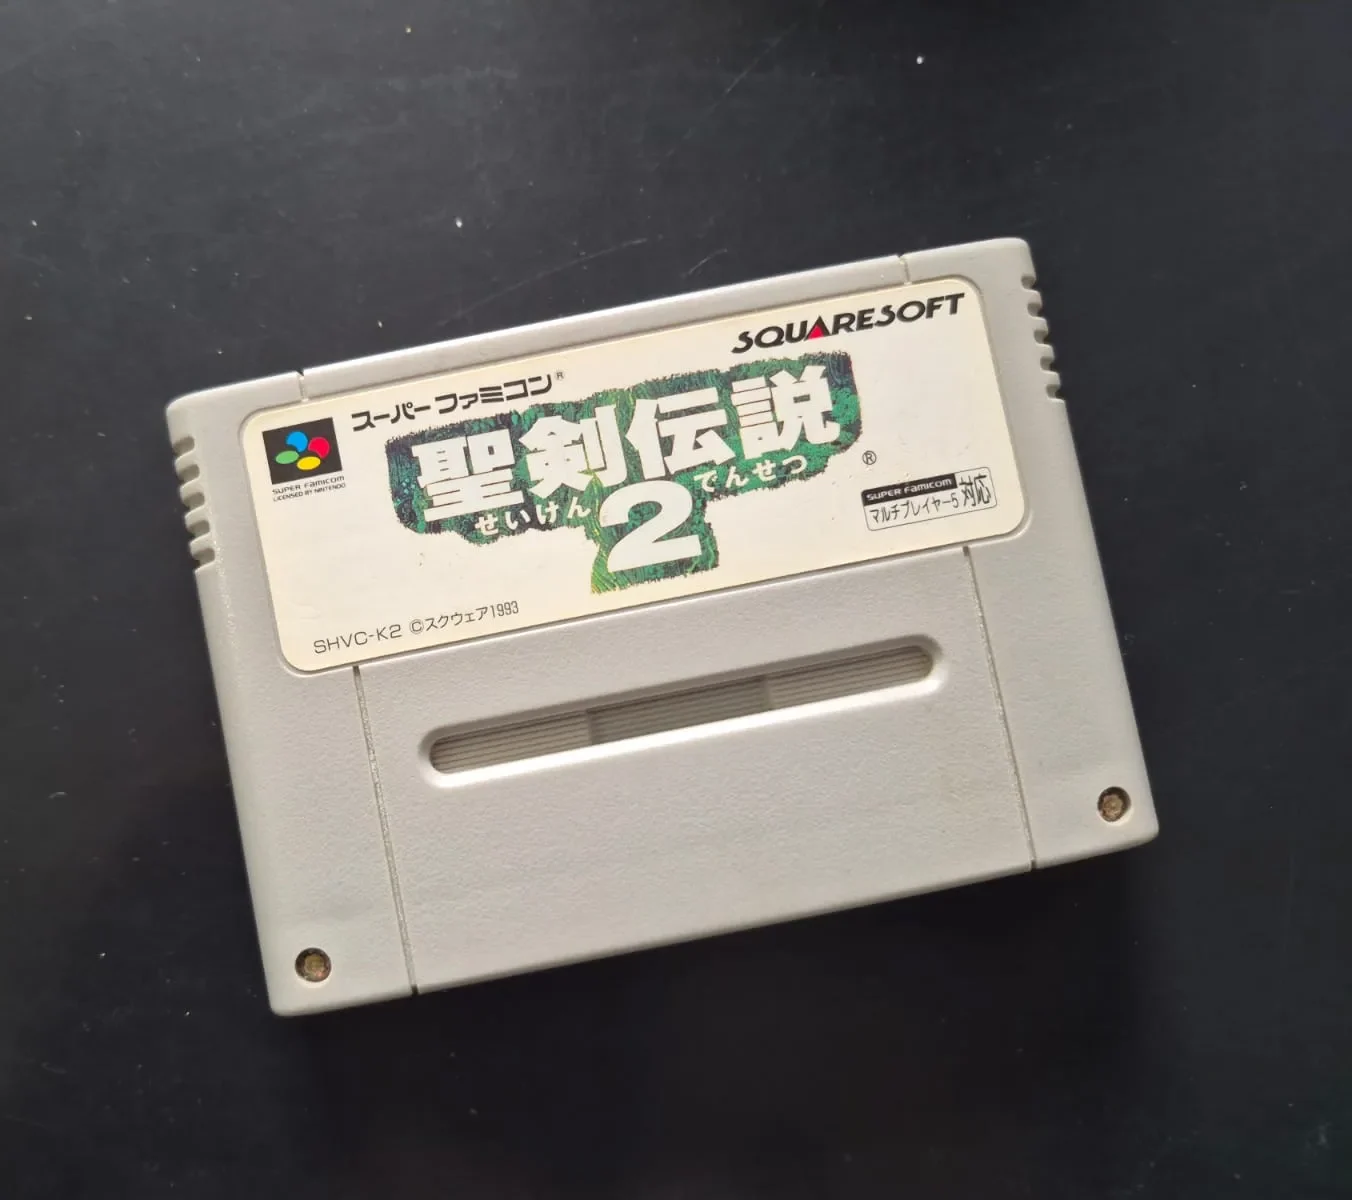 SQUARESOFT
スーパーファミコン®
SUPER FAMICOM
LICENSED BY NINTENDO
聖剣伝説
せいけん でんせつ
2
®
SUPER FAMICOM
マルチプレイヤー5 対応
SHVC-K2 ©スクウェア1993